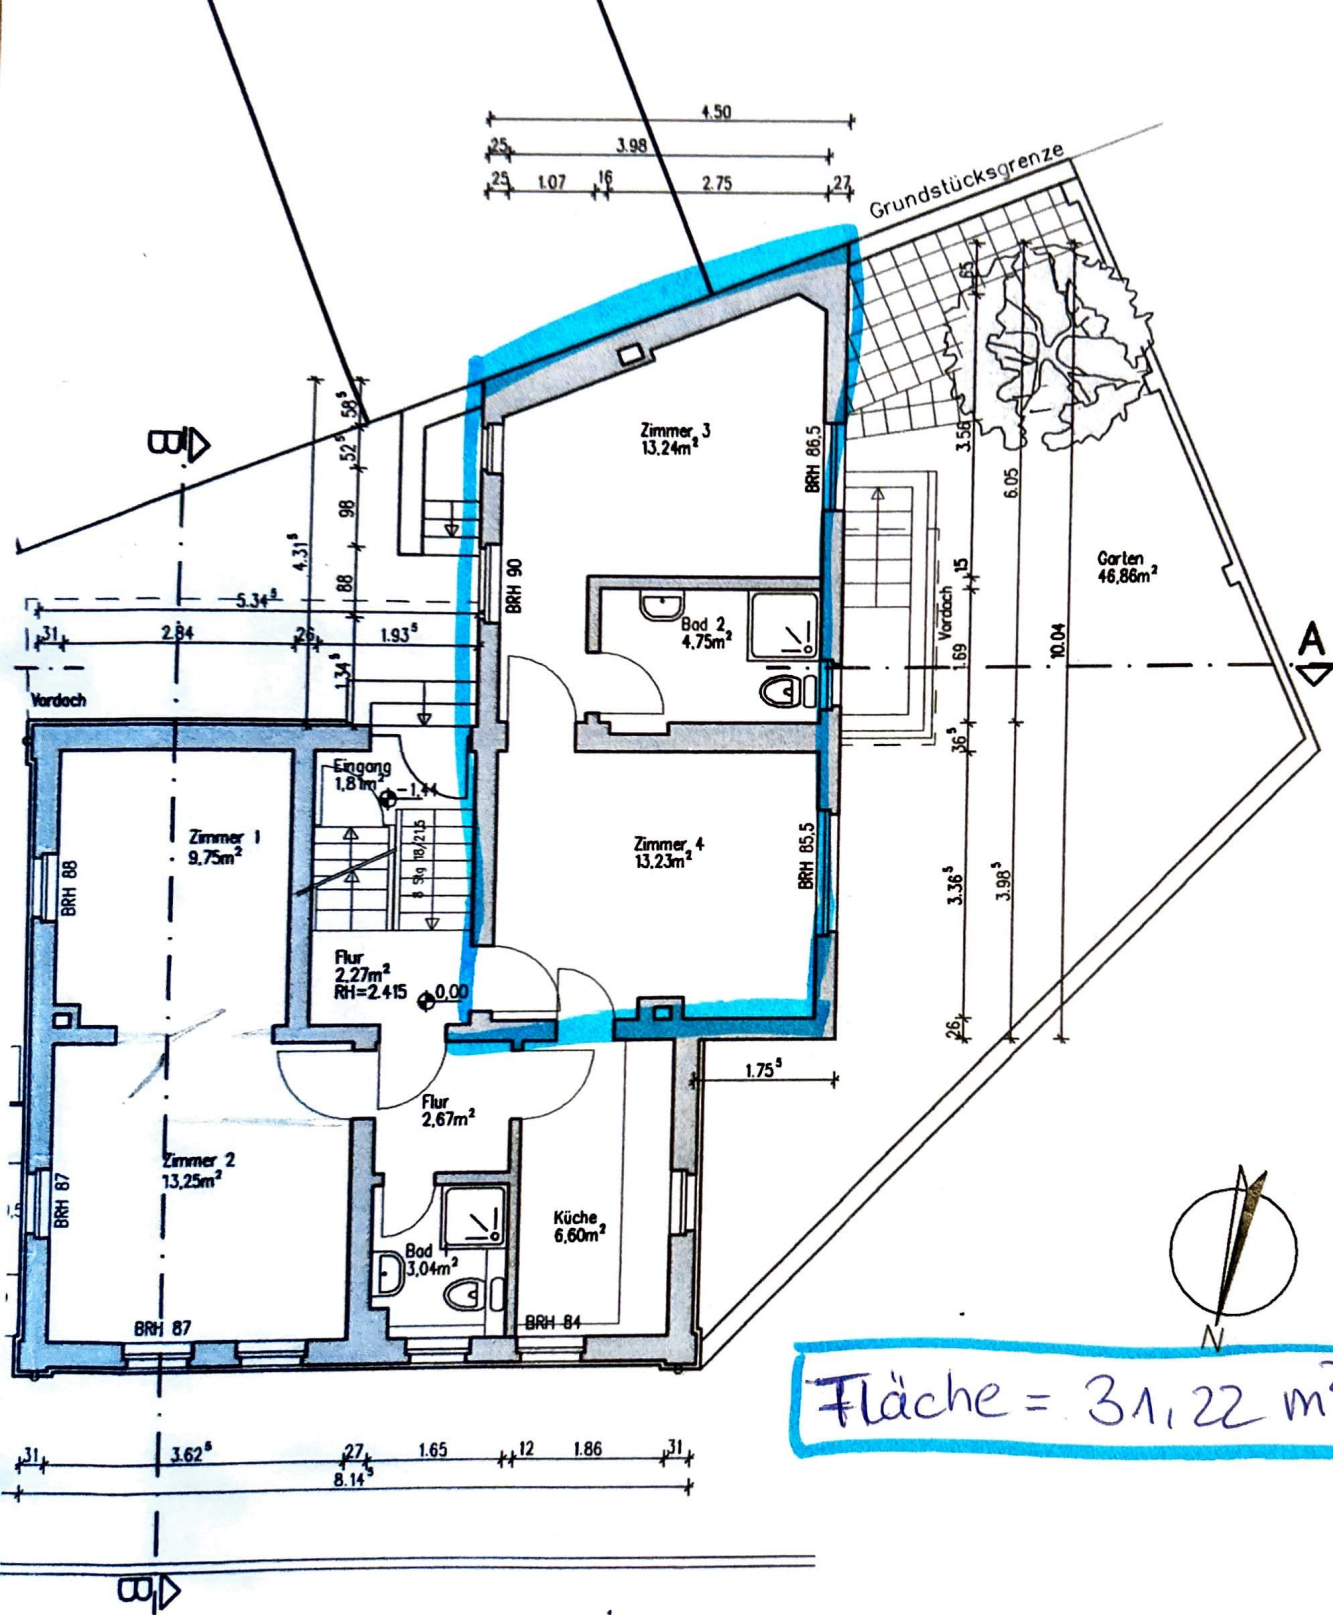 4.50
25 3.98
25 1.07 16 2.75 27
Grundstücksgrenze
65
58⁵
52⁵
98
88
4.31⁵
1.34⁵
B
5.34⁵
31 2.84 26 1.93⁵
Vordach
BRH 90
Zimmer 3
13,24m²
BRH 86,5
3.56
6.05
15
Garten
46,86m²
Bad 2
4,75m²
Vordach
1.69
10.04
A
36⁵
Eingang
1,81m²
-1,44
8 Stg 18/21,5
Zimmer 1
9,75m²
BRH 88
Zimmer 4
13,23m²
BRH 85,5
3.36⁵
3.98⁵
Flur
2,27m²
RH=2.415
0,00
26
1.75⁵
Flur
2,67m²
Zimmer 2
13,25m²
BRH 87
Küche
6,60m²
Bad 1
3,04m²
BRH 87
BRH 84
N
Fläche = 31,22 m²
31 3.62⁵ 27 1.65 12 1.86 31
8.14⁵
B